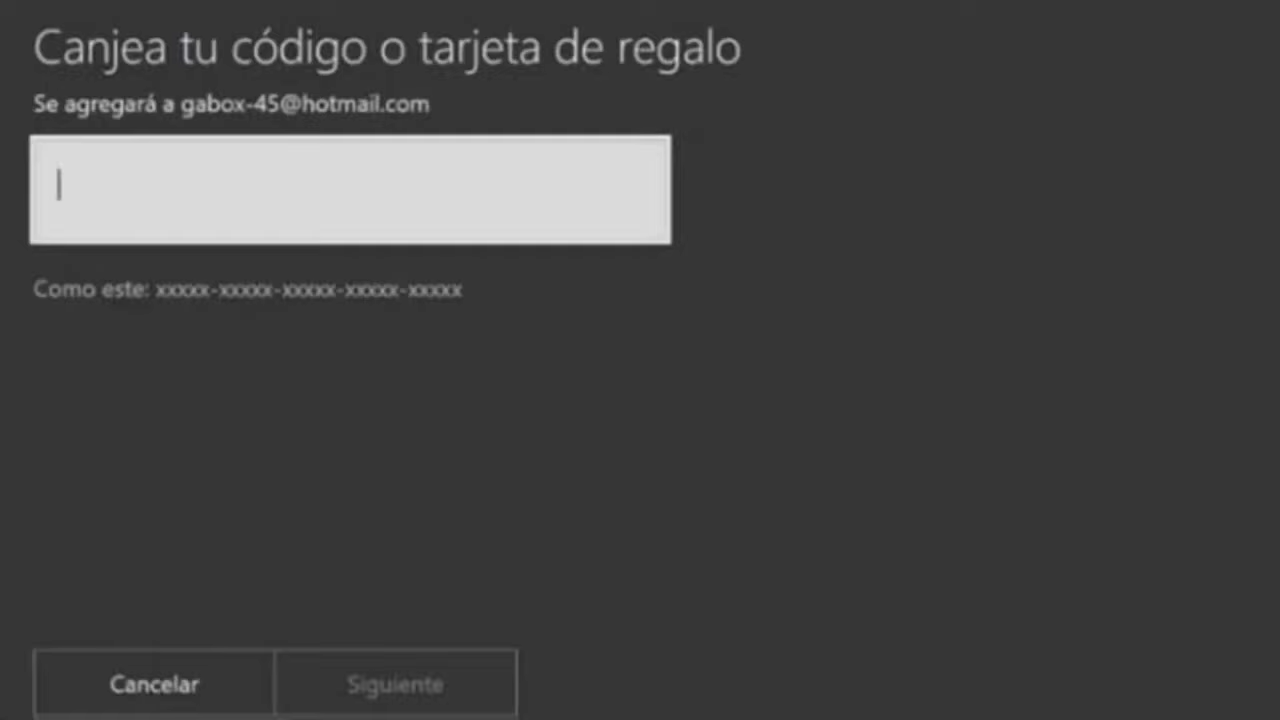 Canjea tu código o tarjeta de regalo
Se agregará a gabox-45@hotmail.com
Como este: xxxxx-xxxxx-xxxxx-xxxxx-xxxxx
Cancelar
Siguiente